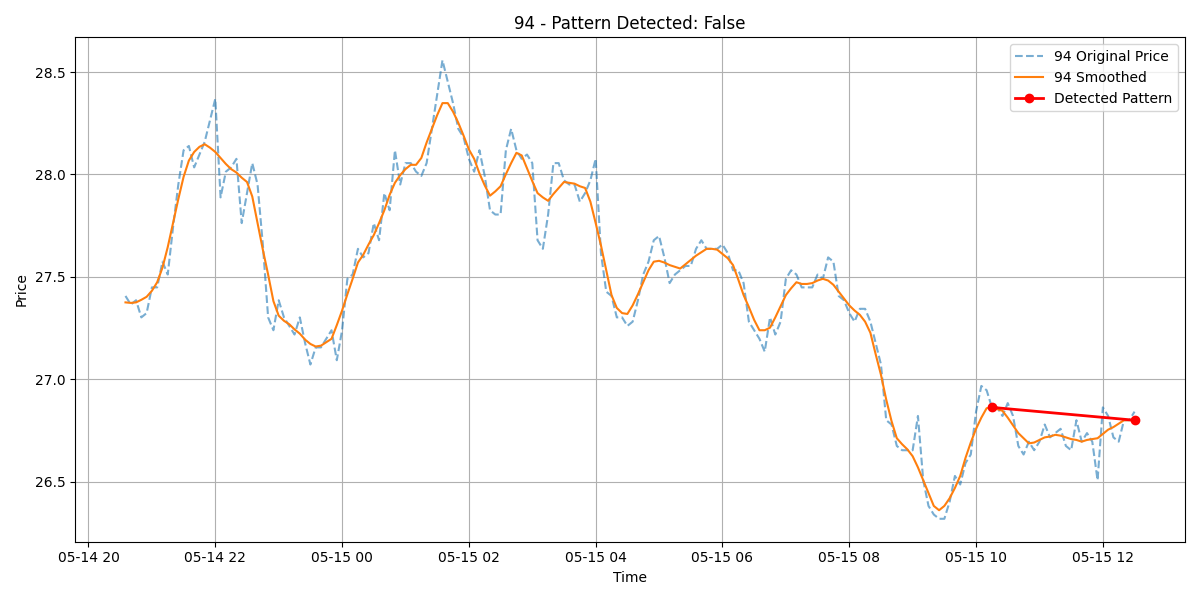 94 - Pattern Detected: False
94 Original Price
94 Smoothed
Detected Pattern
Price
28.5
28.0
27.5
27.0
26.5
05-14 20 05-14 22 05-15 00 05-15 02 05-15 04 05-15 06 05-15 08 05-15 10 05-15 12
Time